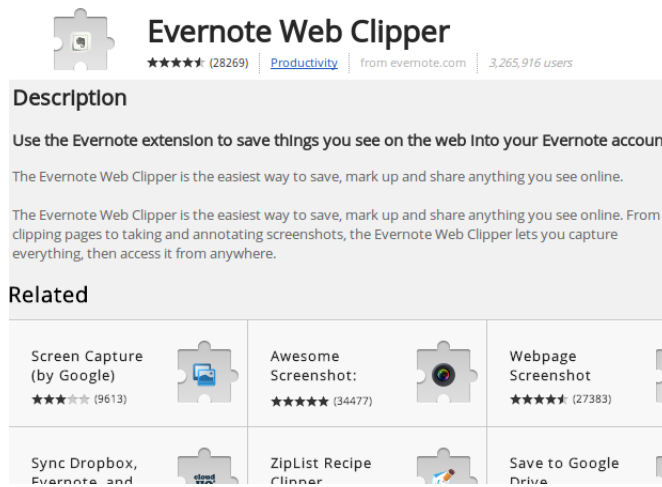 Evernote Web Clipper
(28269) Productivity from evernote.com 3,265,916 users
Description
Use the Evernote extension to save things you see on the web into your Evernote accoun
The Evernote Web Clipper is the easiest way to save, mark up and share anything you see online.
The Evernote Web Clipper is the easiest way to save, mark up and share anything you see online. From
clipping pages to taking and annotating screenshots, the Evernote Web Clipper lets you capture
everything, then access it from anywhere.
Related
Screen Capture
(by Google)
(9613)
Awesome
Screenshot:
(34477)
Webpage
Screenshot
(27383)
Sync Dropbox,
Evernote, and
cloud
ZipList Recipe
Clipper
Save to Google
Drive